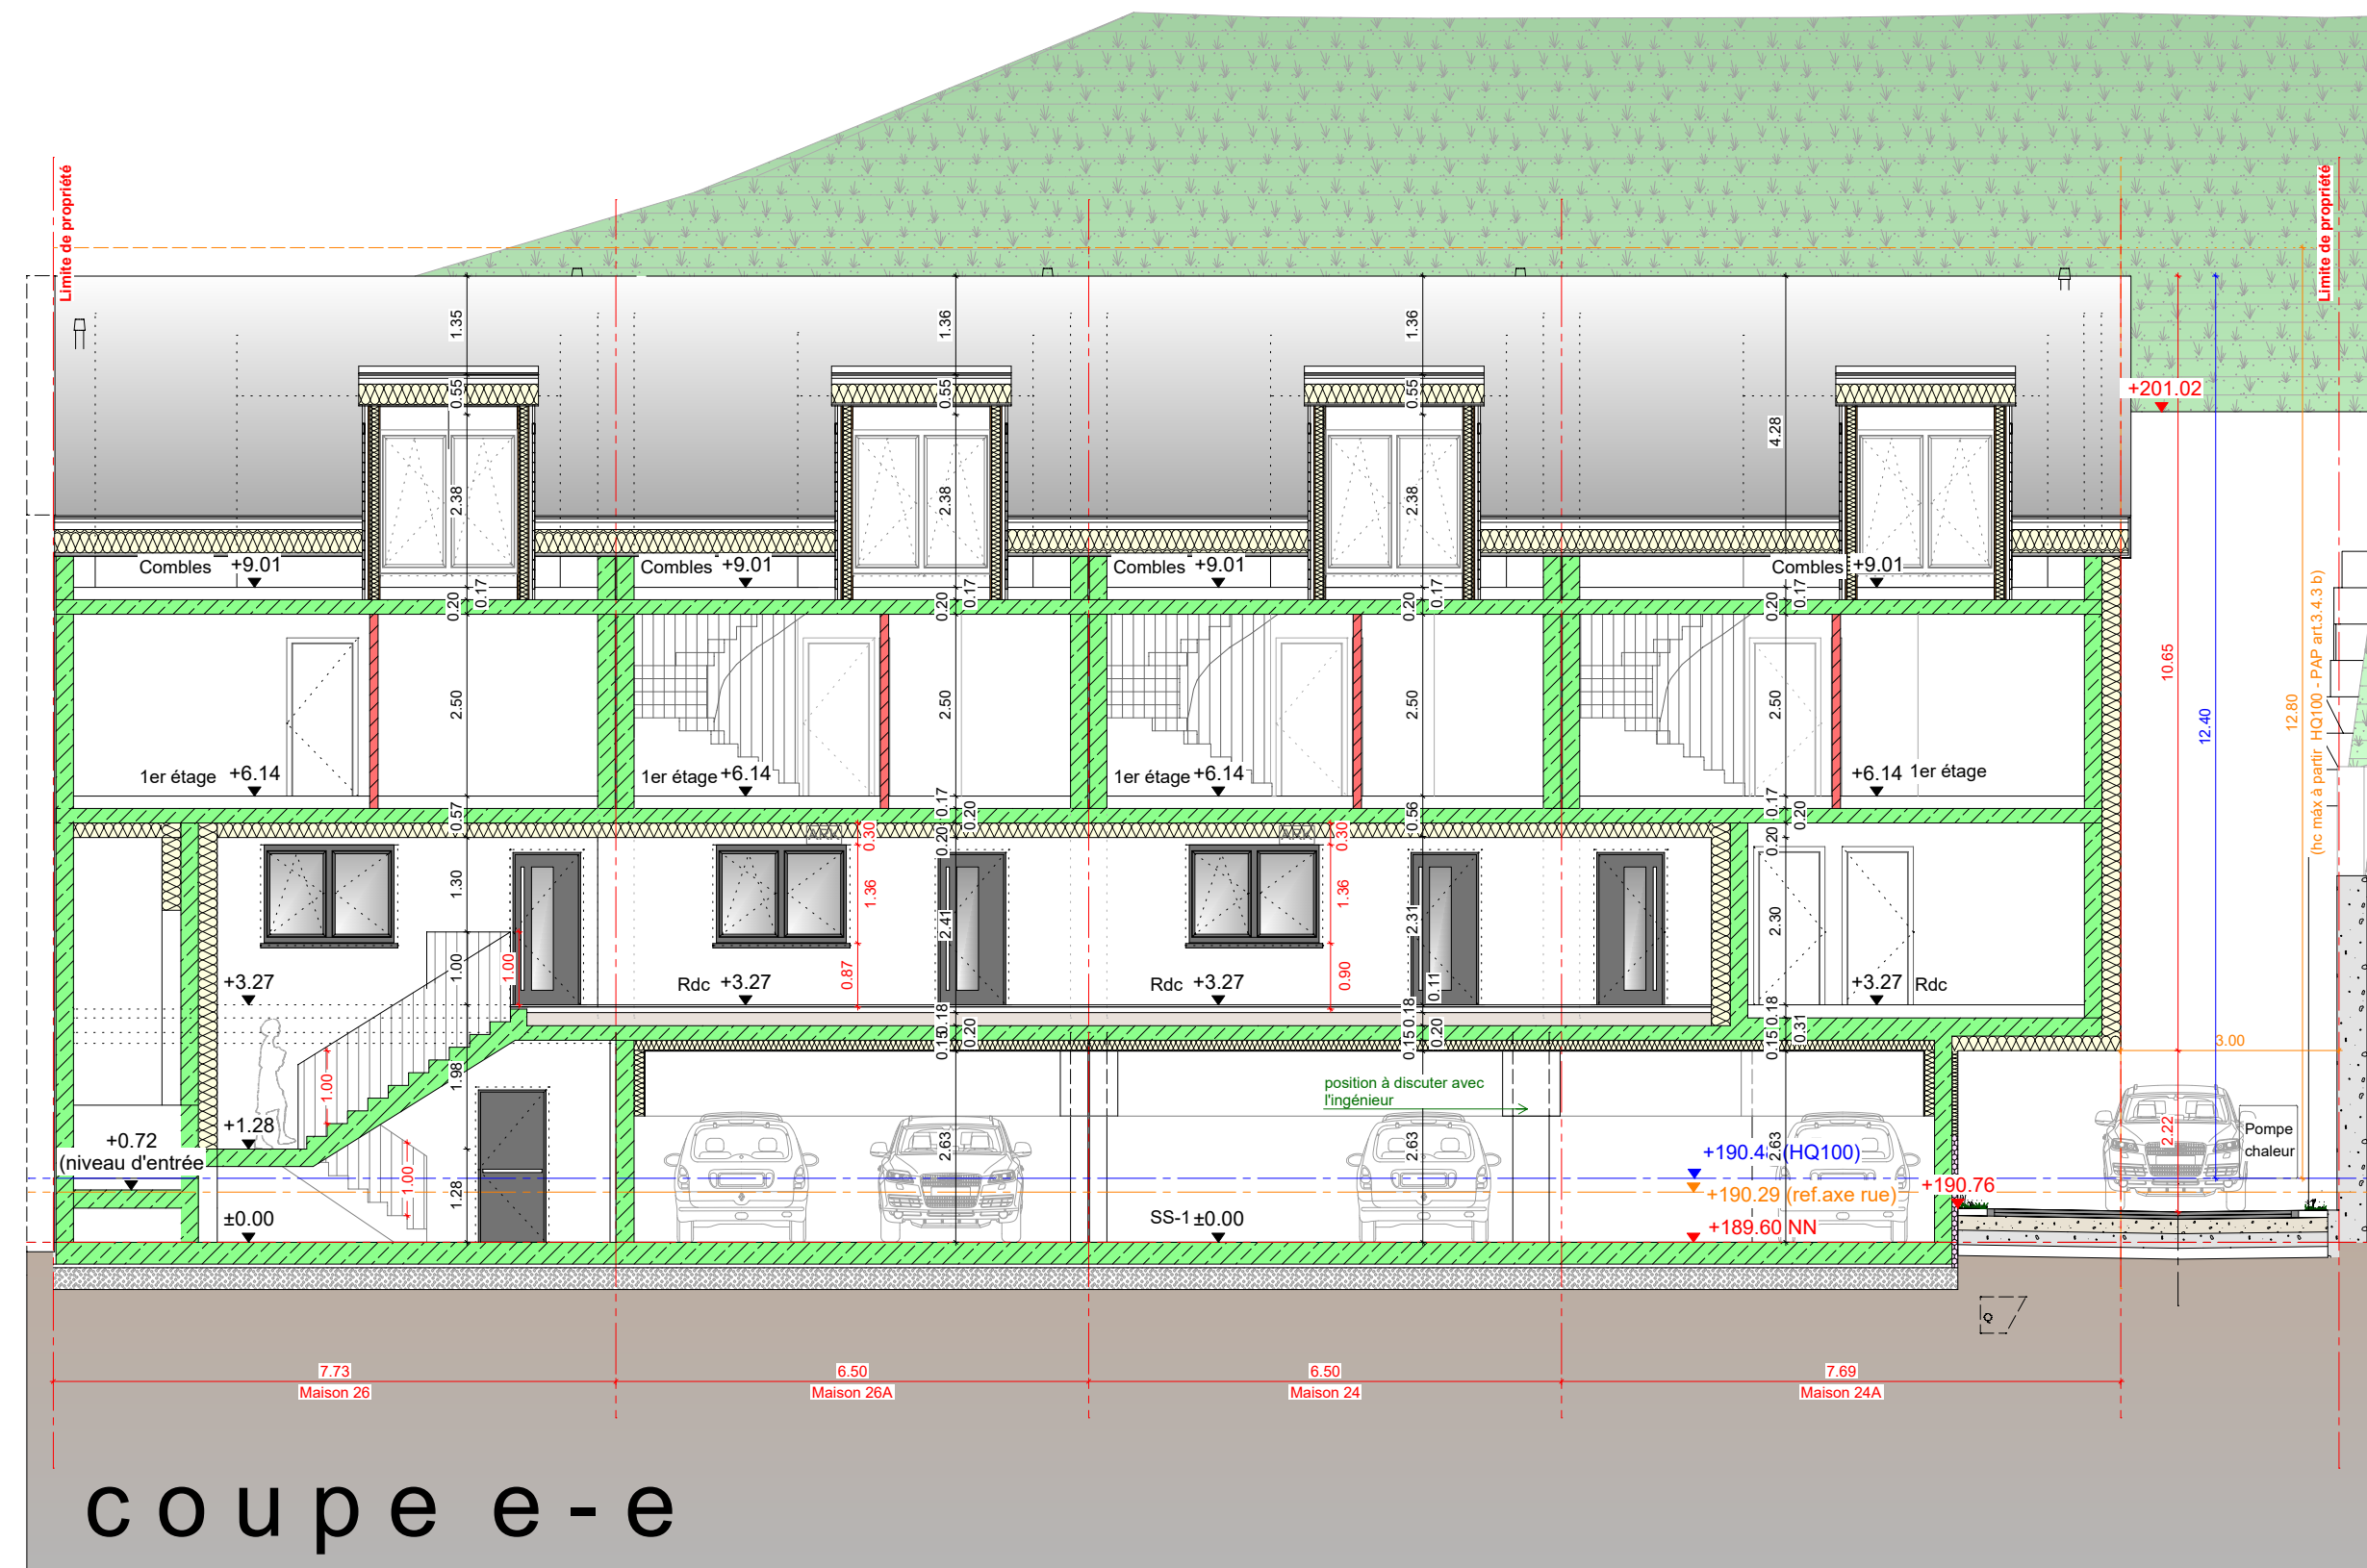 Limite de propriété
Limite de propriété
+201.02
1.35
1.36
1.36
0.55
0.55
0.55
4.28
2.38
2.38
2.38
Combles +9.01
Combles +9.01
Combles +9.01
Combles +9.01
0.20 0.17
0.20 0.17
0.20 0.17
0.20 0.17
2.50
2.50
2.50
2.50
10.65
12.40
12.80
(hc máx à partir HQ100 - PAP art.3.4.3 b)
1er étage +6.14
1er étage +6.14
1er étage +6.14
+6.14 1er étage
0.57
0.17
0.20
0.20
0.56
0.17
0.20
0.20
ARK
ARK
0.30
0.30
1.30
1.36
1.36
2.41
2.31
2.30
1.00
1.00
0.87
0.90
0.11
+3.27
Rdc +3.27
Rdc +3.27
+3.27 Rdc
0.18
0.15
0.20
0.18
0.15
0.20
0.18
0.15
0.31
3.00
1.98
1.00
position à discuter avec
l'ingénieur
+1.28
+0.72
(niveau d'entrée
1.28
1.00
2.63
2.63
2.63
2.22
Pompe
chaleur
(HQ100)
+190.29 (ref.axe rue)
+190.76
+189.60 NN
±0.00
SS-1 ±0.00
Q
7.73
6.50
6.50
7.69
Maison 26
Maison 26A
Maison 24
Maison 24A
coupe e-e